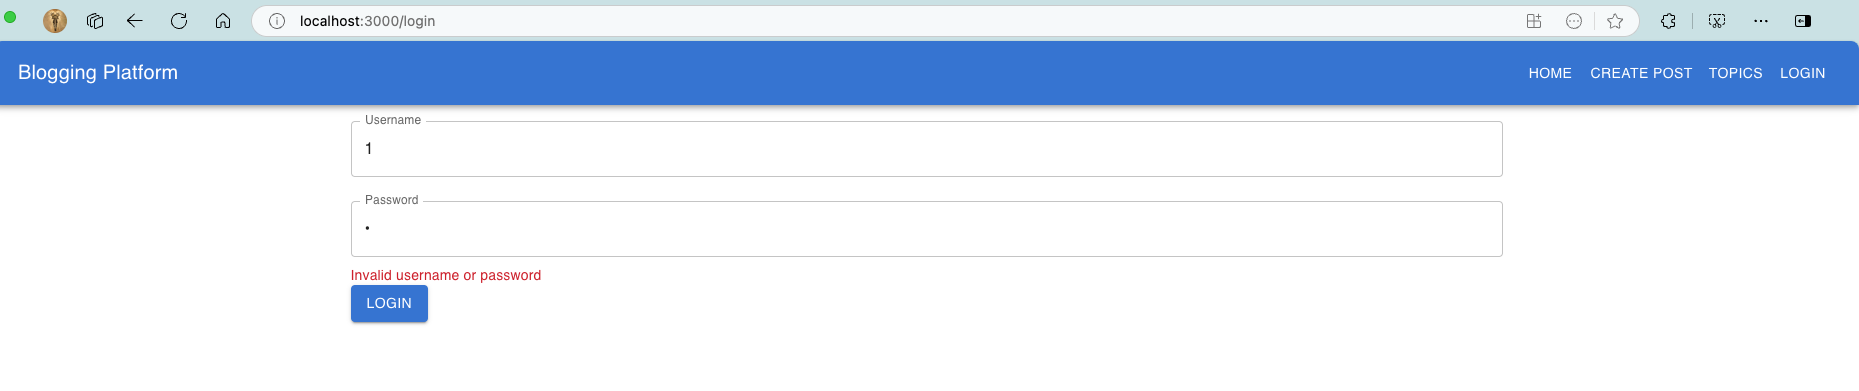 localhost:3000/login
Blogging Platform
HOME CREATE POST TOPICS LOGIN
Username
1
Password
•
Invalid username or password
LOGIN